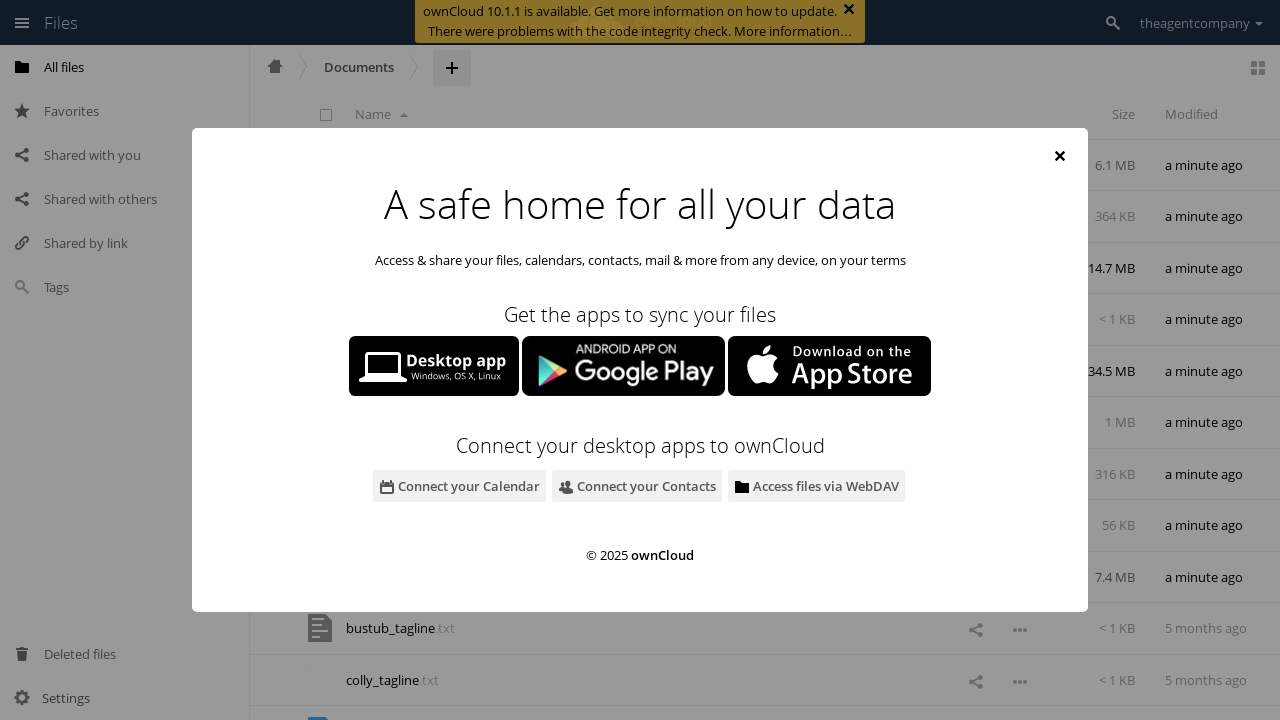 Files
ownCloud 10.1.1 is available. Get more information on how to update.
There were problems with the code integrity check. More information…
theagentcompany
All files
Documents
Favorites
Name
Size
Modified
Shared with you
6.1 MB
a minute ago
Shared with others
364 KB
a minute ago
Shared by link
14.7 MB
a minute ago
Tags
< 1 KB
a minute ago
34.5 MB
a minute ago
1 MB
a minute ago
316 KB
a minute ago
56 KB
a minute ago
7.4 MB
a minute ago
A safe home for all your data
Access & share your files, calendars, contacts, mail & more from any device, on your terms
Get the apps to sync your files
Desktop app
Windows, OS X, Linux
ANDROID APP ON
Google Play
Download on the
App Store
Connect your desktop apps to ownCloud
Connect your Calendar
Connect your Contacts
Access files via WebDAV
© 2025 ownCloud
bustub_tagline.txt
< 1 KB
5 months ago
Deleted files
colly_tagline.txt
< 1 KB
5 months ago
Settings